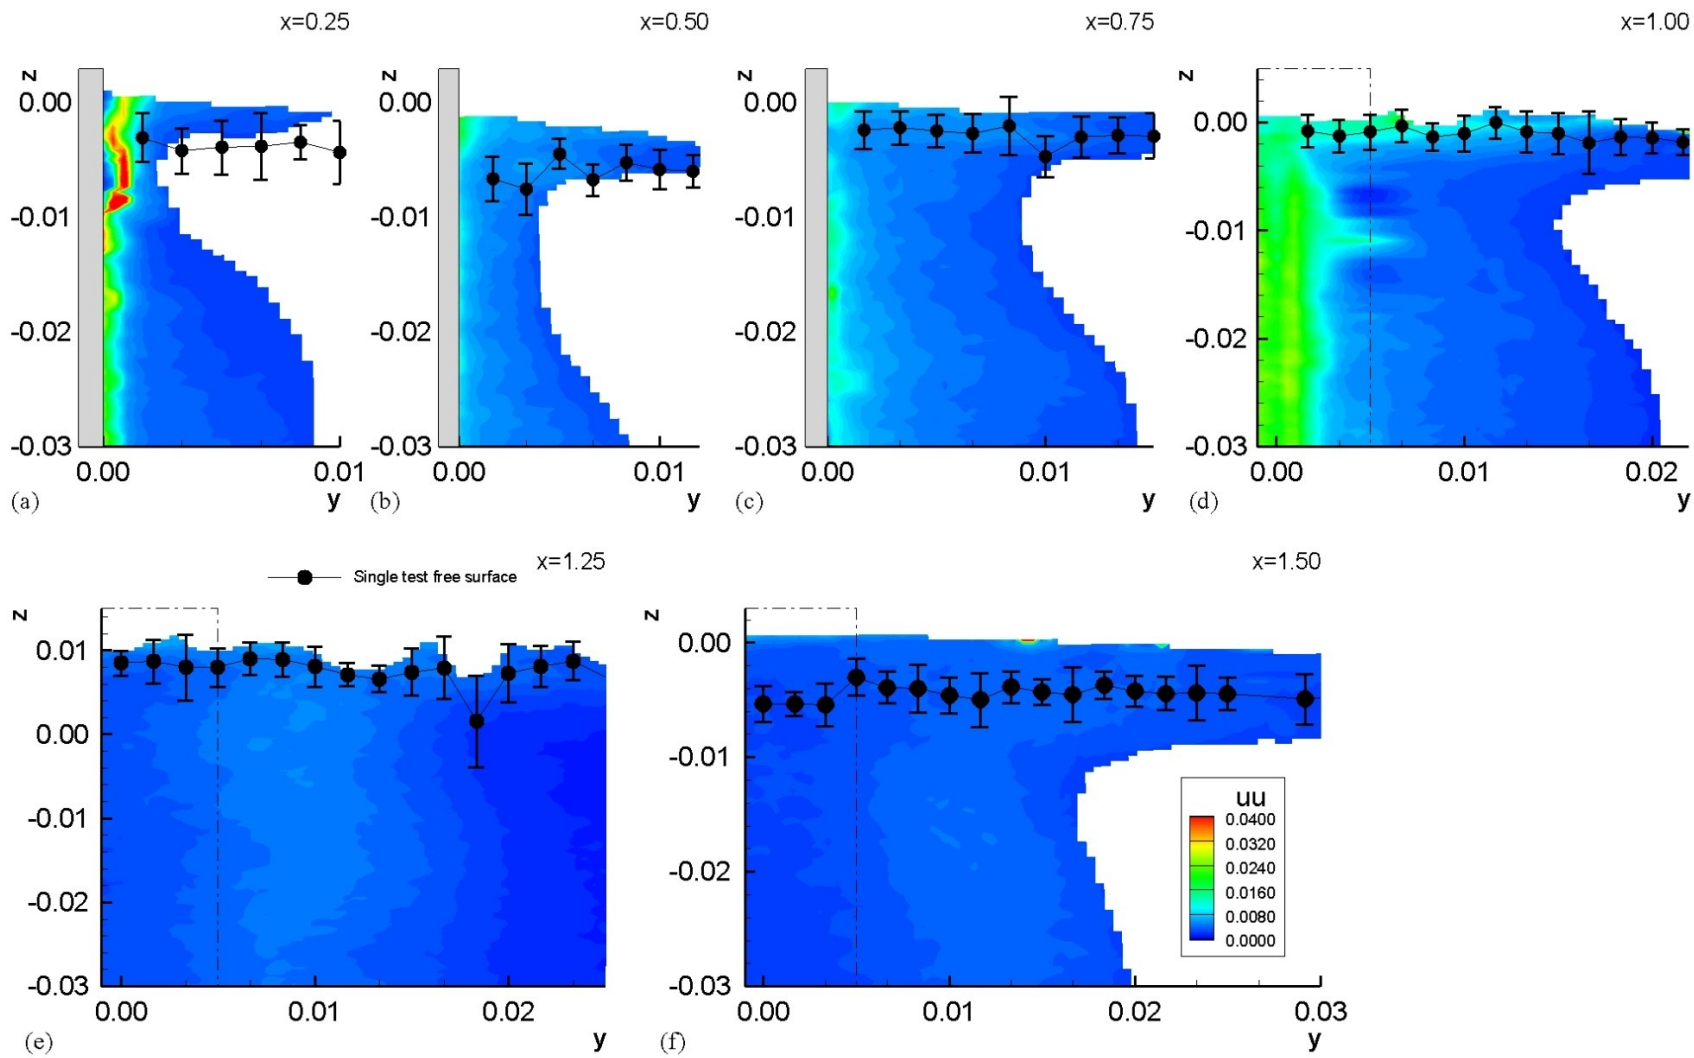 x=0.25
x=0.50
x=0.75
x=1.00
z
0.00
-0.01
-0.02
-0.03
0.00
0.01
y
(a)
z
0.00
-0.01
-0.02
-0.03
0.00
0.01
y
(b)
z
0.00
-0.01
-0.02
-0.03
0.00
0.01
y
(c)
z
0.00
-0.01
-0.02
-0.03
0.00
0.01
0.02
y
(d)
Single test free surface
x=1.25
z
0.01
0.00
-0.01
-0.02
-0.03
0.00
0.01
0.02
y
(e)
x=1.50
z
0.00
-0.01
-0.02
-0.03
0.00
0.01
0.02
0.03
y
(f)
uu
0.0400
0.0320
0.0240
0.0160
0.0080
0.0000